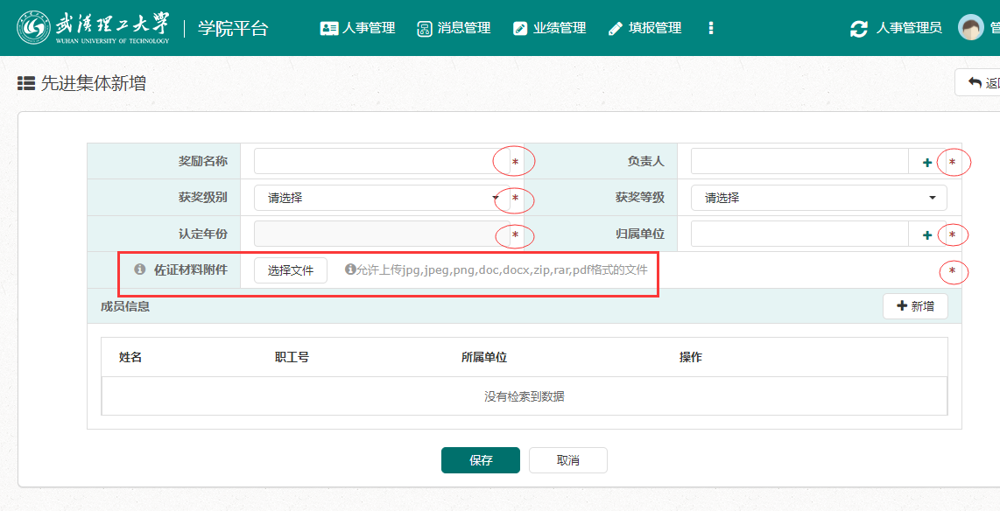 武汉理工大学 学院平台 人事管理 消息管理 业绩管理 填报管理 人事管理员
WUHAN UNIVERSITY OF TECHNOLOGY
先进集体新增
奖励名称 * 负责人 *
获奖级别 请选择 * 获奖等级 请选择
认定年份 * 归属单位 *
佐证材料附件 选择文件 允许上传jpg,jpeg,png,doc,docx,zip,rar,pdf格式的文件 *
成员信息 新增
姓名 职工号 所属单位 操作
没有检索到数据
保存 取消